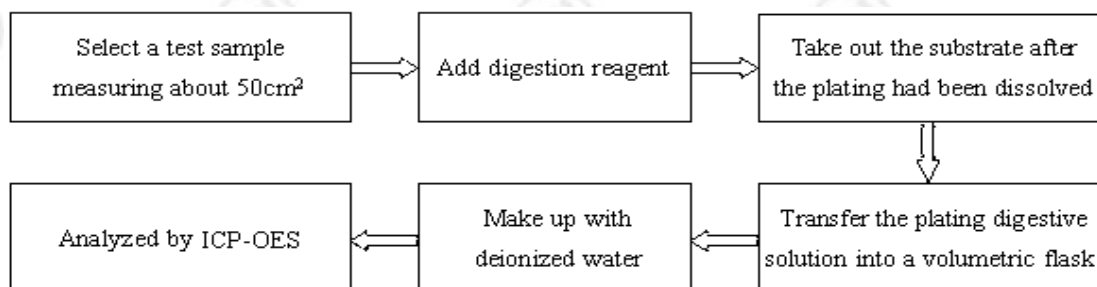 Select a test sample
measuring about 50cm²
Add digestion reagent
Take out the substrate after
the plating had been dissolved
Transfer the plating digestive
solution into a volumetric flask
Make up with
deionized water
Analyzed by ICP-OES